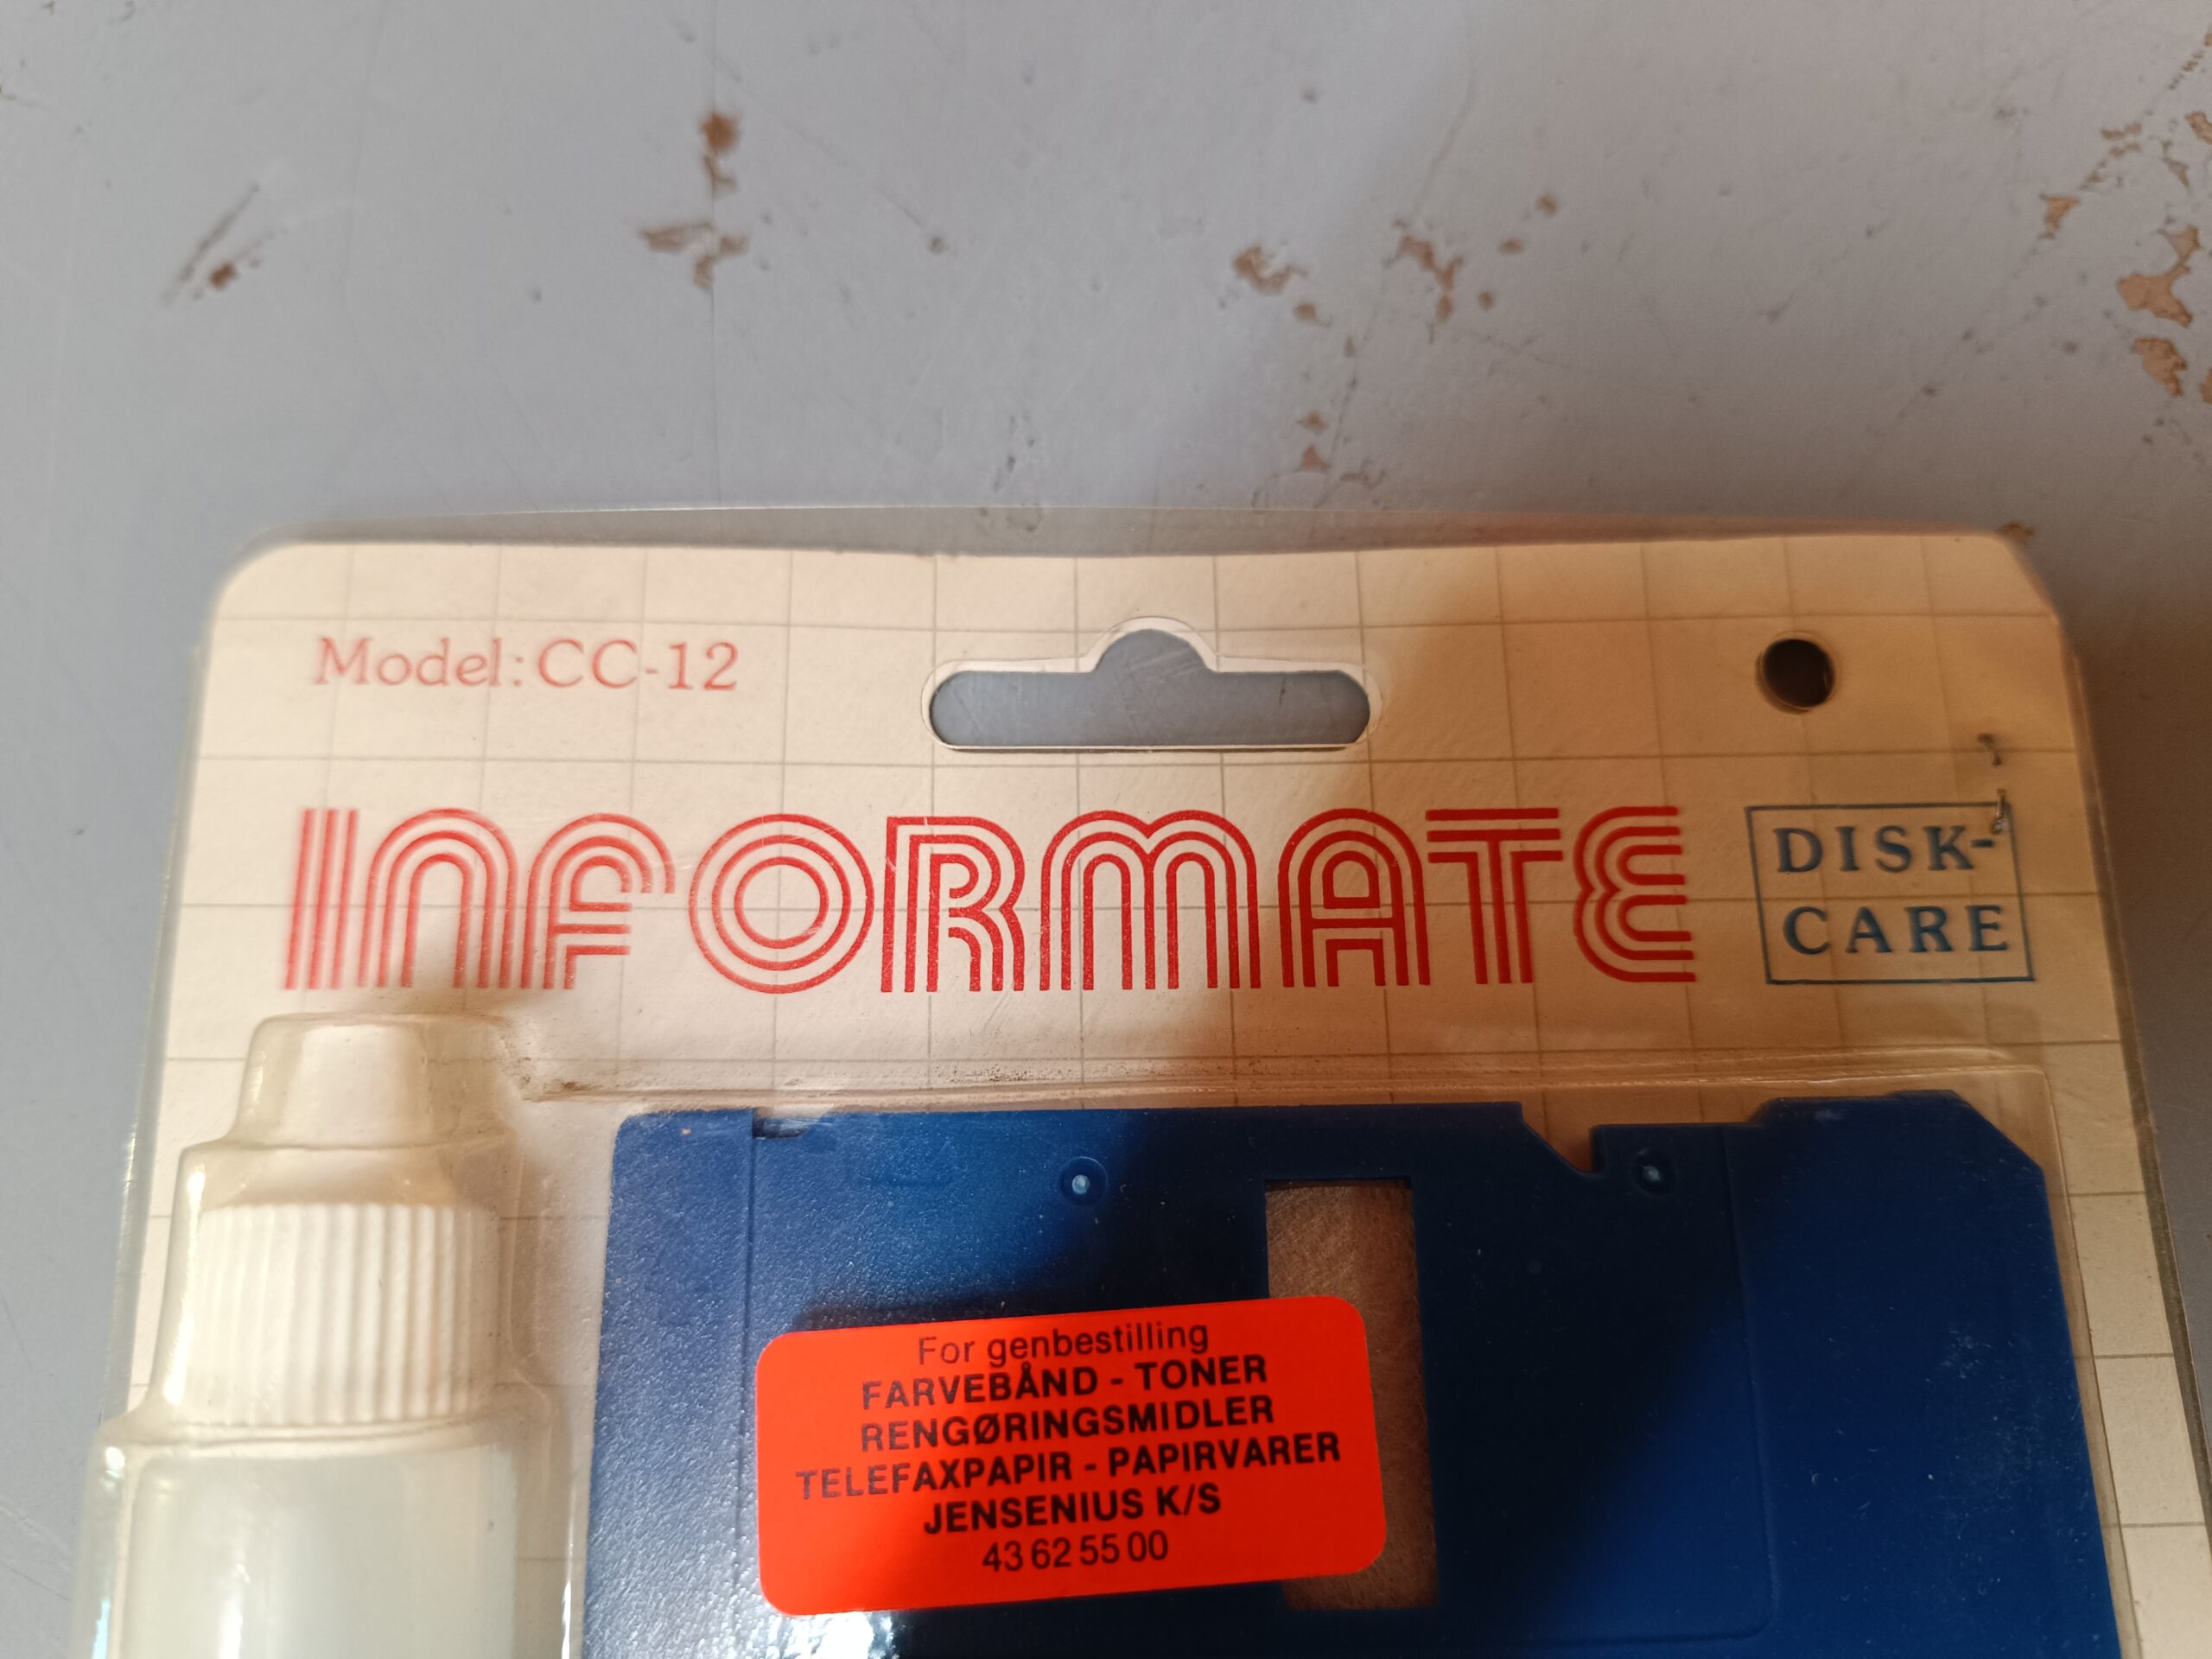 Model: CC-12
INFORMATE
DISK-
CARE
For genbestilling
FARVEBÅND - TONER
RENGØRINGSMIDLER
TELEFAXPAPIR - PAPIRVARER
JENSENIUS K/S
43 62 55 00